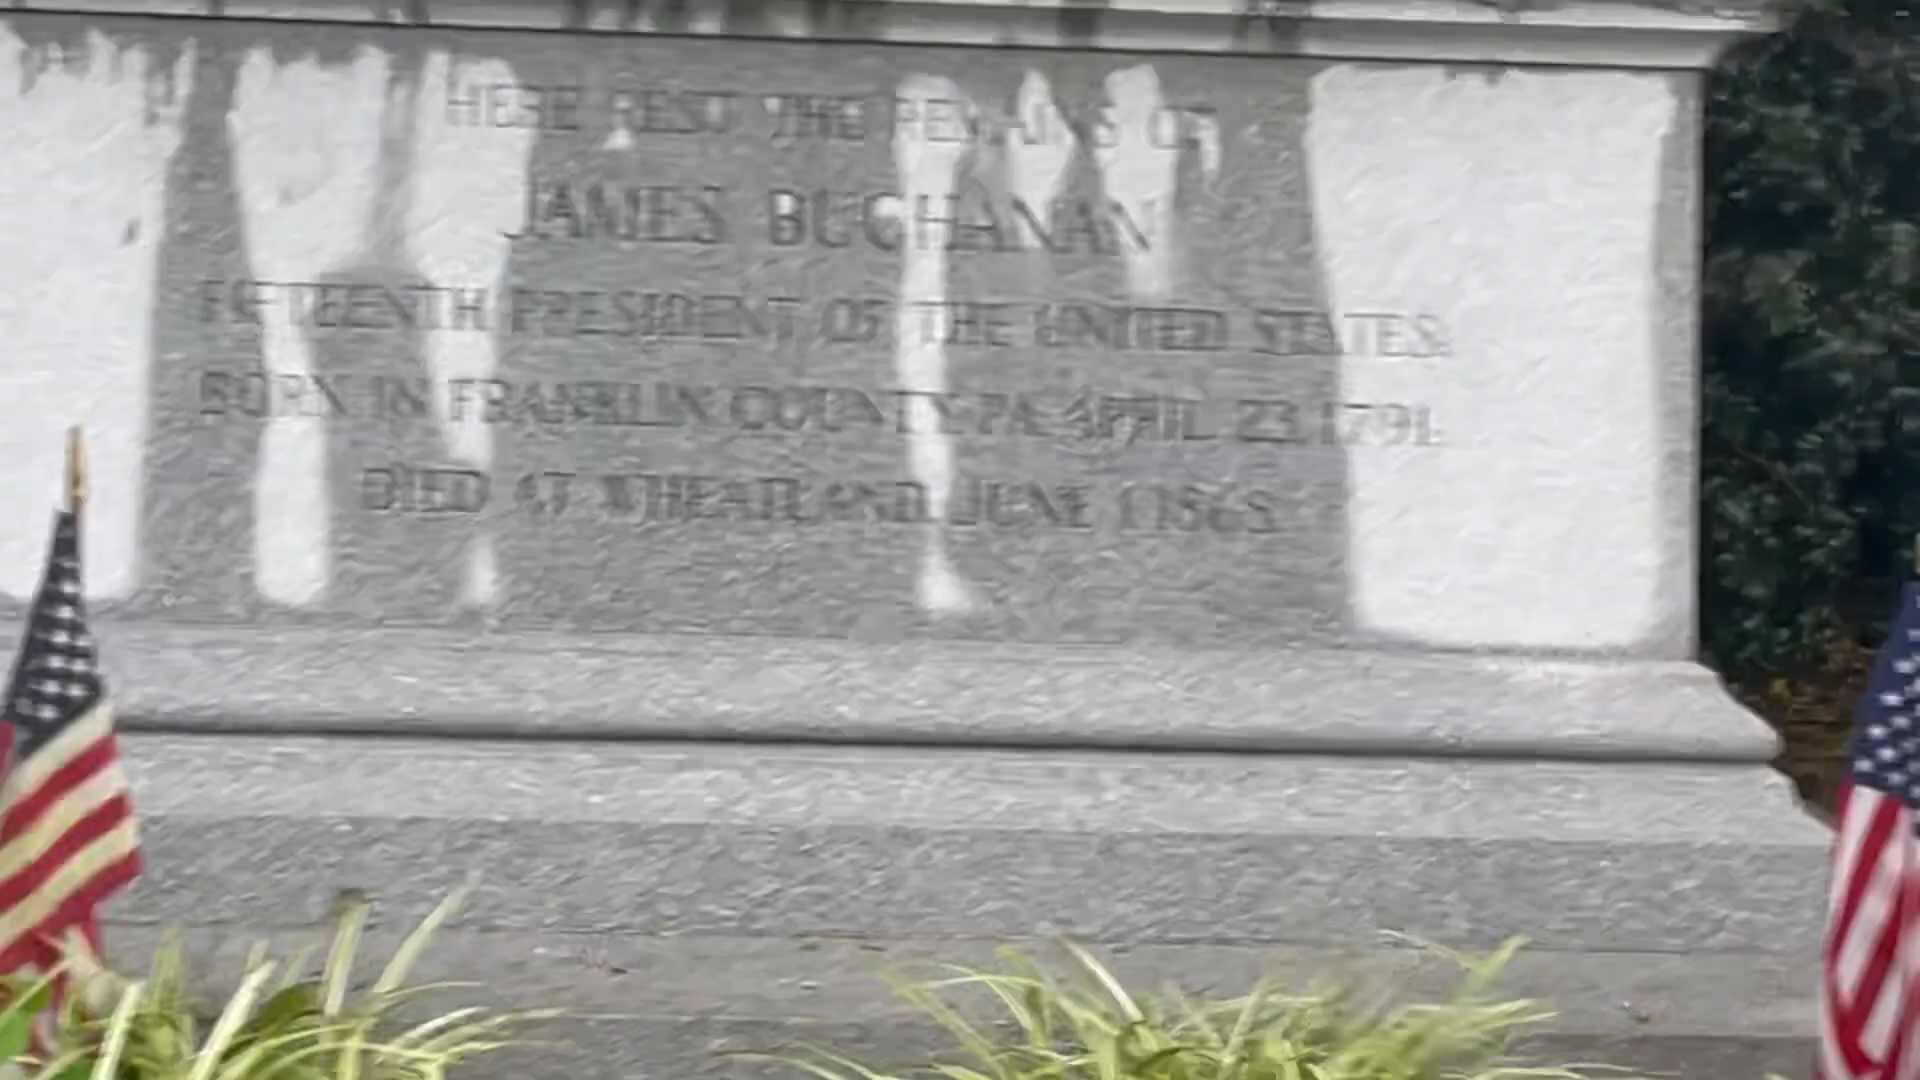 HERE REST THE REMAINS OF
JAMES BUCHANAN
FIFTEENTH PRESIDENT OF THE UNITED STATES.
BORN IN FRANKLIN COUNTY, PA. APRIL 23, 1791.
DIED AT WHEATLAND, JUNE 1, 1868.